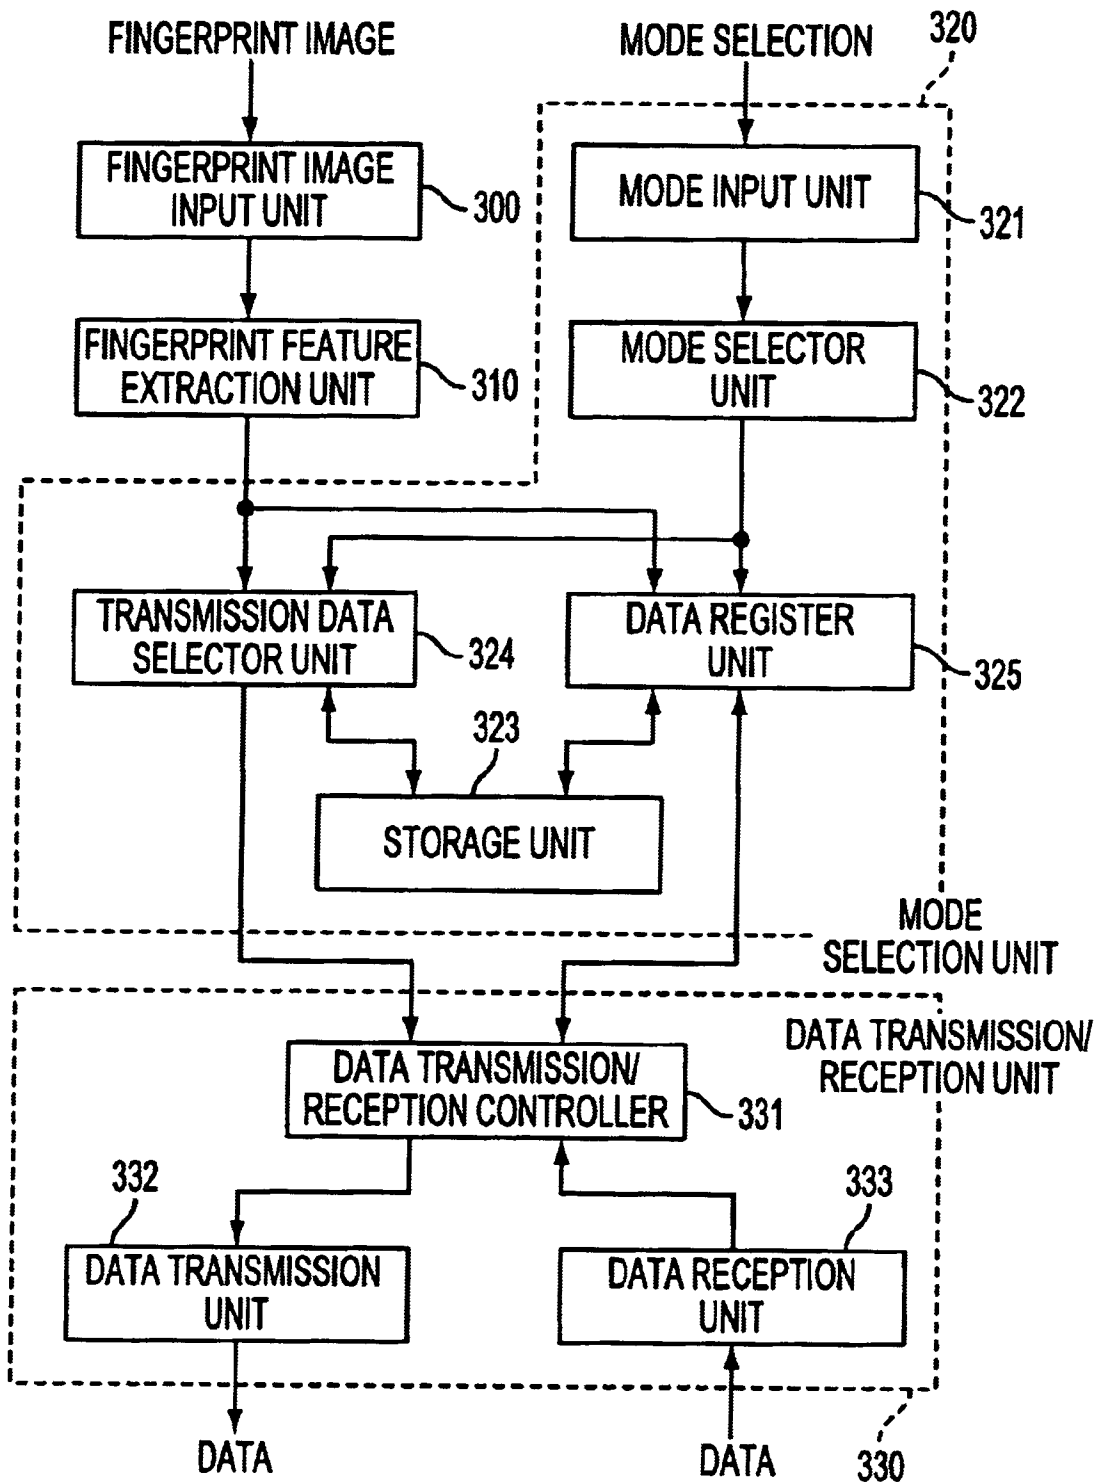 FINGERPRINT IMAGE
MODE SELECTION
320
FINGERPRINT IMAGE
INPUT UNIT
300
MODE INPUT UNIT
321
FINGERPRINT FEATURE
EXTRACTION UNIT
310
MODE SELECTOR
UNIT
322
TRANSMISSION DATA
SELECTOR UNIT
324
DATA REGISTER
UNIT
325
323
STORAGE UNIT
MODE
SELECTION UNIT
DATA TRANSMISSION/
RECEPTION UNIT
DATA TRANSMISSION/
RECEPTION CONTROLLER
331
332
DATA TRANSMISSION
UNIT
333
DATA RECEPTION
UNIT
DATA
DATA
330